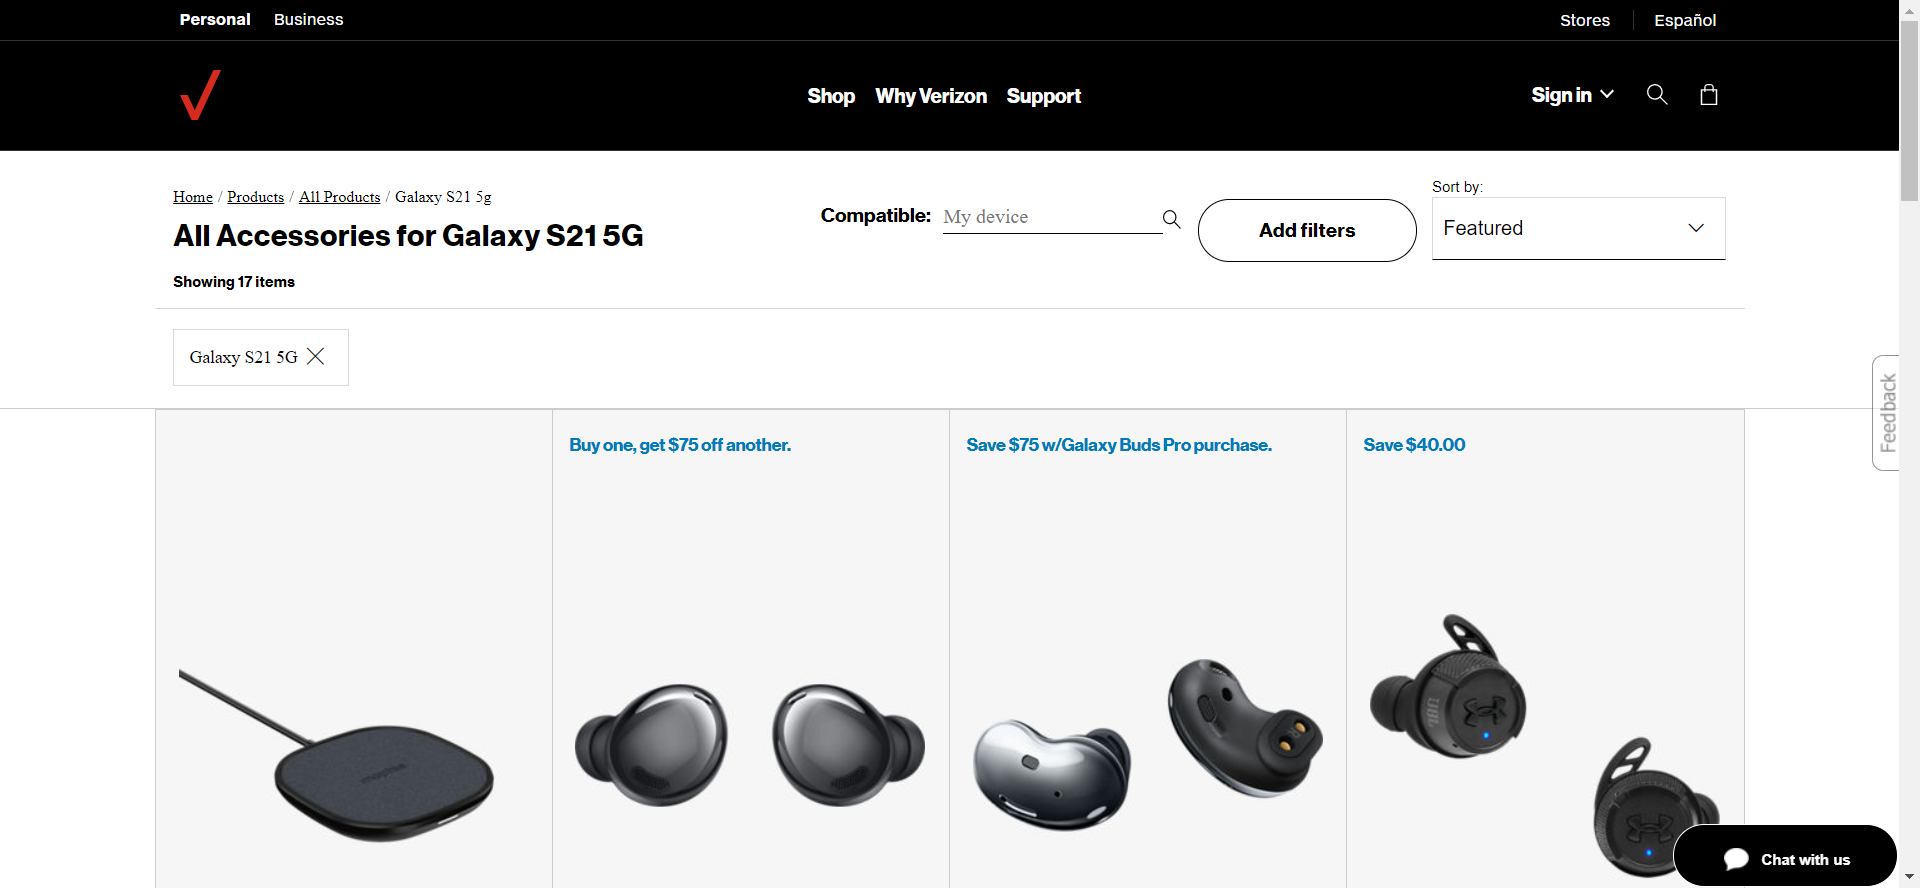 Personal Business Stores Español
Shop Why Verizon Support Sign in
Home / Products / All Products / Galaxy S21 5g
All Accessories for Galaxy S21 5G
Showing 17 items
Compatible: My device
Add filters
Sort by:
Featured
Galaxy S21 5G
Feedback
Buy one, get $75 off another.
Save $75 w/Galaxy Buds Pro purchase.
Save $40.00
mophie
JBL
Chat with us